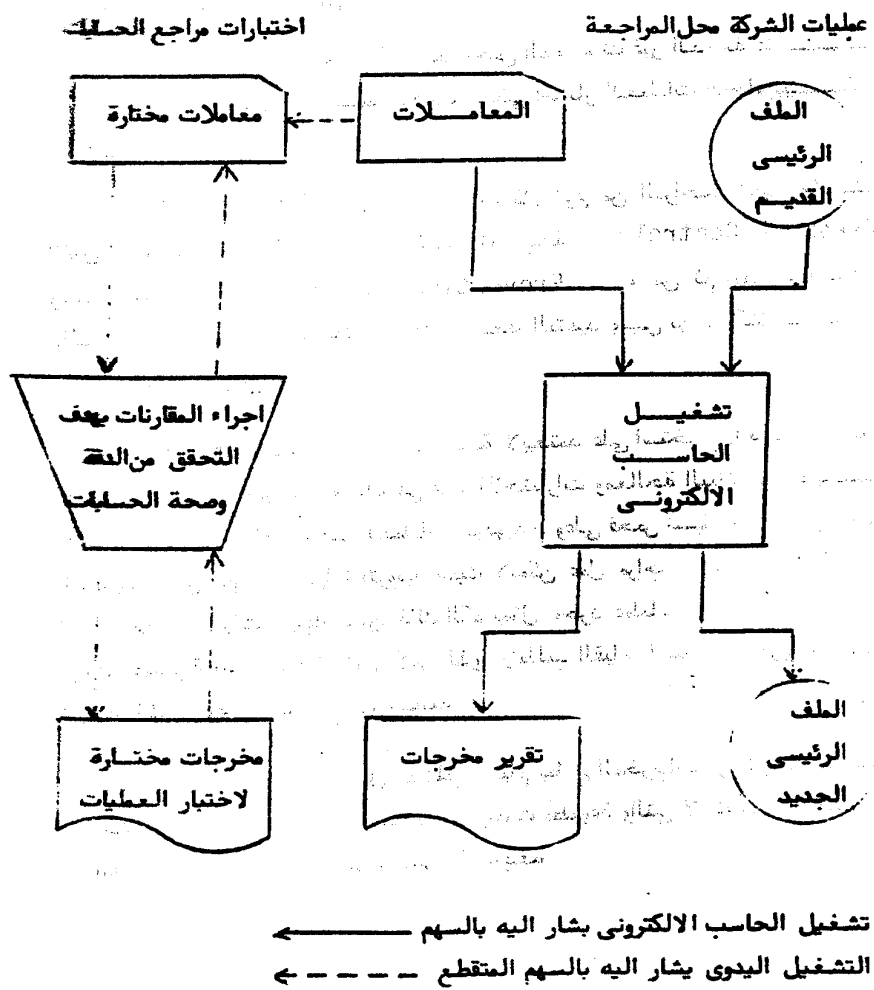 عمليات الشركة محل المراجعة
اختبارات مراجع الحسابات
الملف
الرئيسى
القديم
المعاملات
معاملات مختارة
تشغيل
الحاسب
الالكترونى
اجراء المقارنات بهدف
التحقق من الدقة
وصحة الحسابات
الملف
الرئيسى
الجديد
تقرير مخرجات
مخرجات مختارة
لاختبار العمليات
تشغيل الحاسب الالكترونى بشار اليه بالسهم
التشغيل اليدوى يشار اليه بالسهم المتقطع